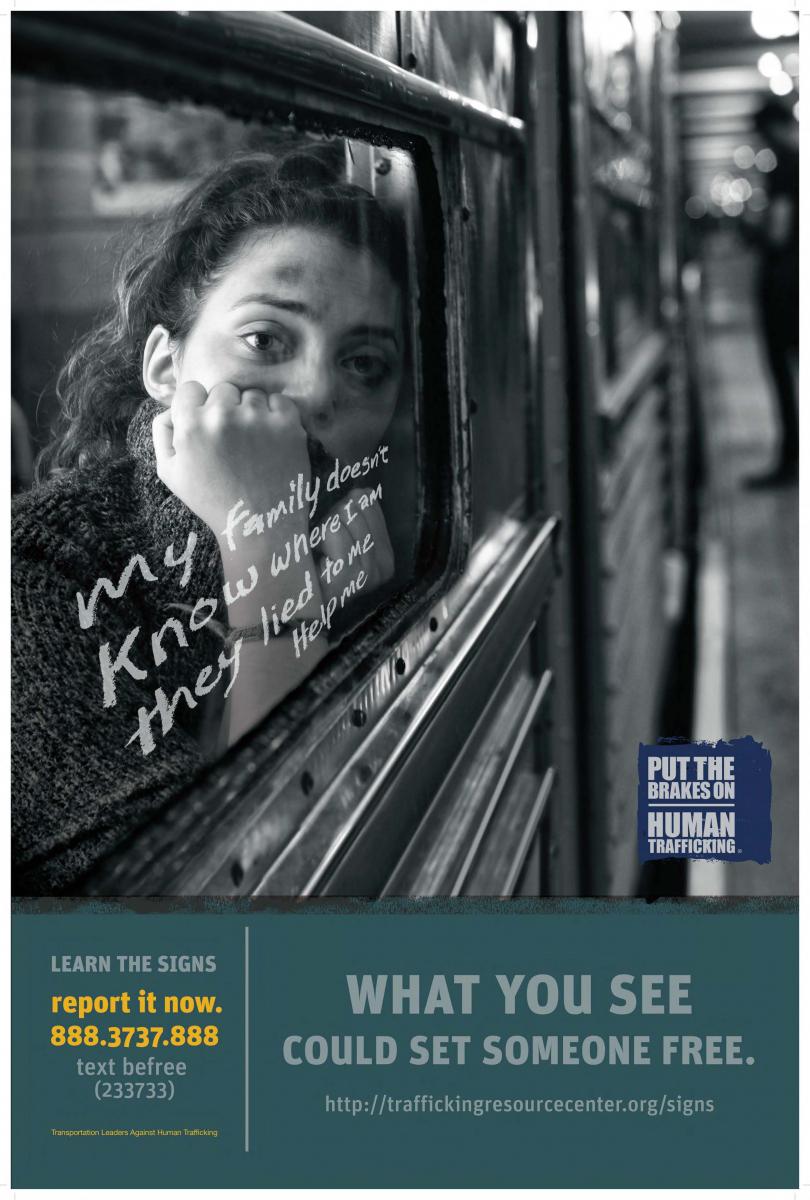 my family doesn't
Know where I am
they lied to me
Help me
PUT THE
BRAKES ON
HUMAN
TRAFFICKING
LEARN THE SIGNS
report it now.
888.3737.888
text befree
(233733)
Transportation Leaders Against Human Trafficking
WHAT YOU SEE
COULD SET SOMEONE FREE.
http://traffickingresourcecenter.org/signs